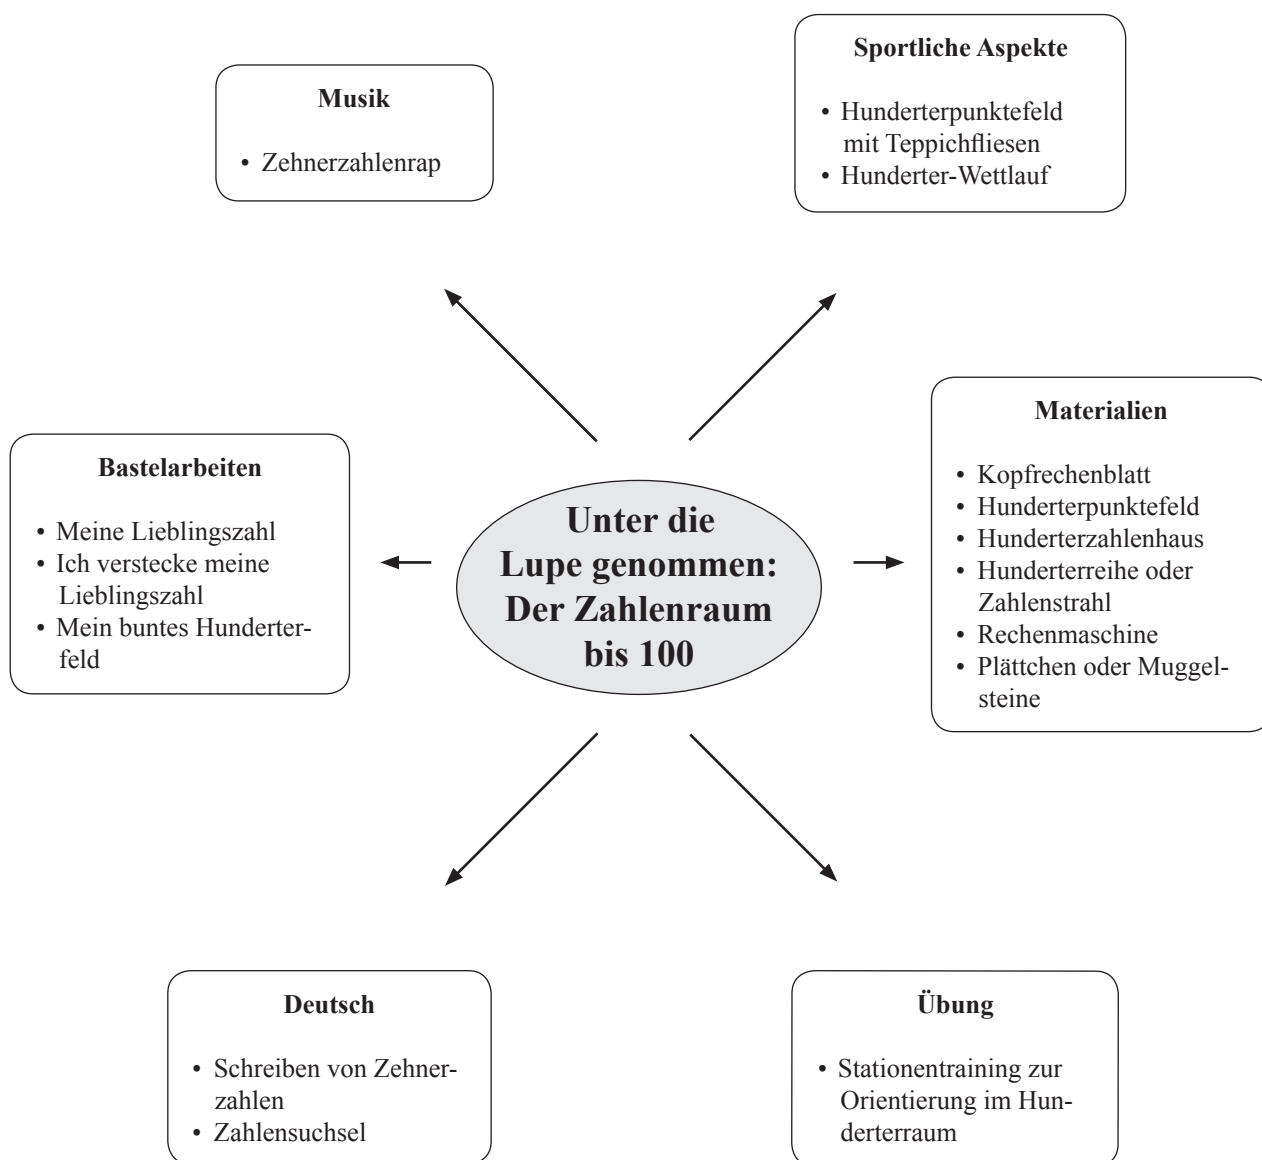 Musik
• Zehnerzahlenrap
Sportliche Aspekte
• Hunderterpunktefeld
mit Teppichfliesen
• Hunderter-Wettlauf
Bastelarbeiten
• Meine Lieblingszahl
• Ich verstecke meine
Lieblingszahl
• Mein buntes Hunderter-
feld
Unter die
Lupe genommen:
Der Zahlenraum
bis 100
Materialien
• Kopfrechenblatt
• Hunderterpunktefeld
• Hunderterzahlenhaus
• Hunderterreihe oder
Zahlenstrahl
• Rechenmaschine
• Plättchen oder Muggel-
steine
Deutsch
• Schreiben von Zehner-
zahlen
• Zahlensuchsel
Übung
• Stationentraining zur
Orientierung im Hun-
derterraum